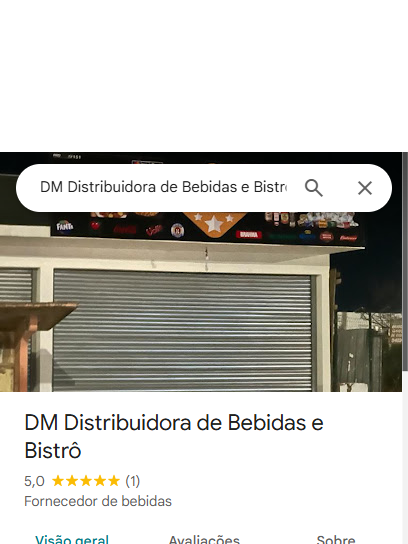 DM Distribuidora de Bebidas e Bistrô
FANTA
BRAHMA
DM Distribuidora de Bebidas e
Bistrô
5,0 ★★★★★ (1)
Fornecedor de bebidas
Visão geral Avaliações Sobre